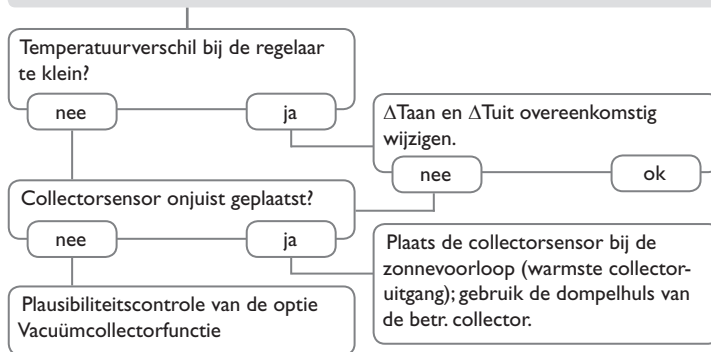 Temperatuurverschil bij de regelaar
te klein?
nee
ja
ΔTaan en ΔTuit overeenkomstig
wijzigen.
nee
ok
Collectorsensor onjuist geplaatst?
nee
ja
Plaats de collectorsensor bij de
zonnevoorloop (warmste collector-
uitgang); gebruik de dompelhuls van
de betr. collector.
Plausibiliteitscontrole van de optie
Vacuümcollectorfunctie